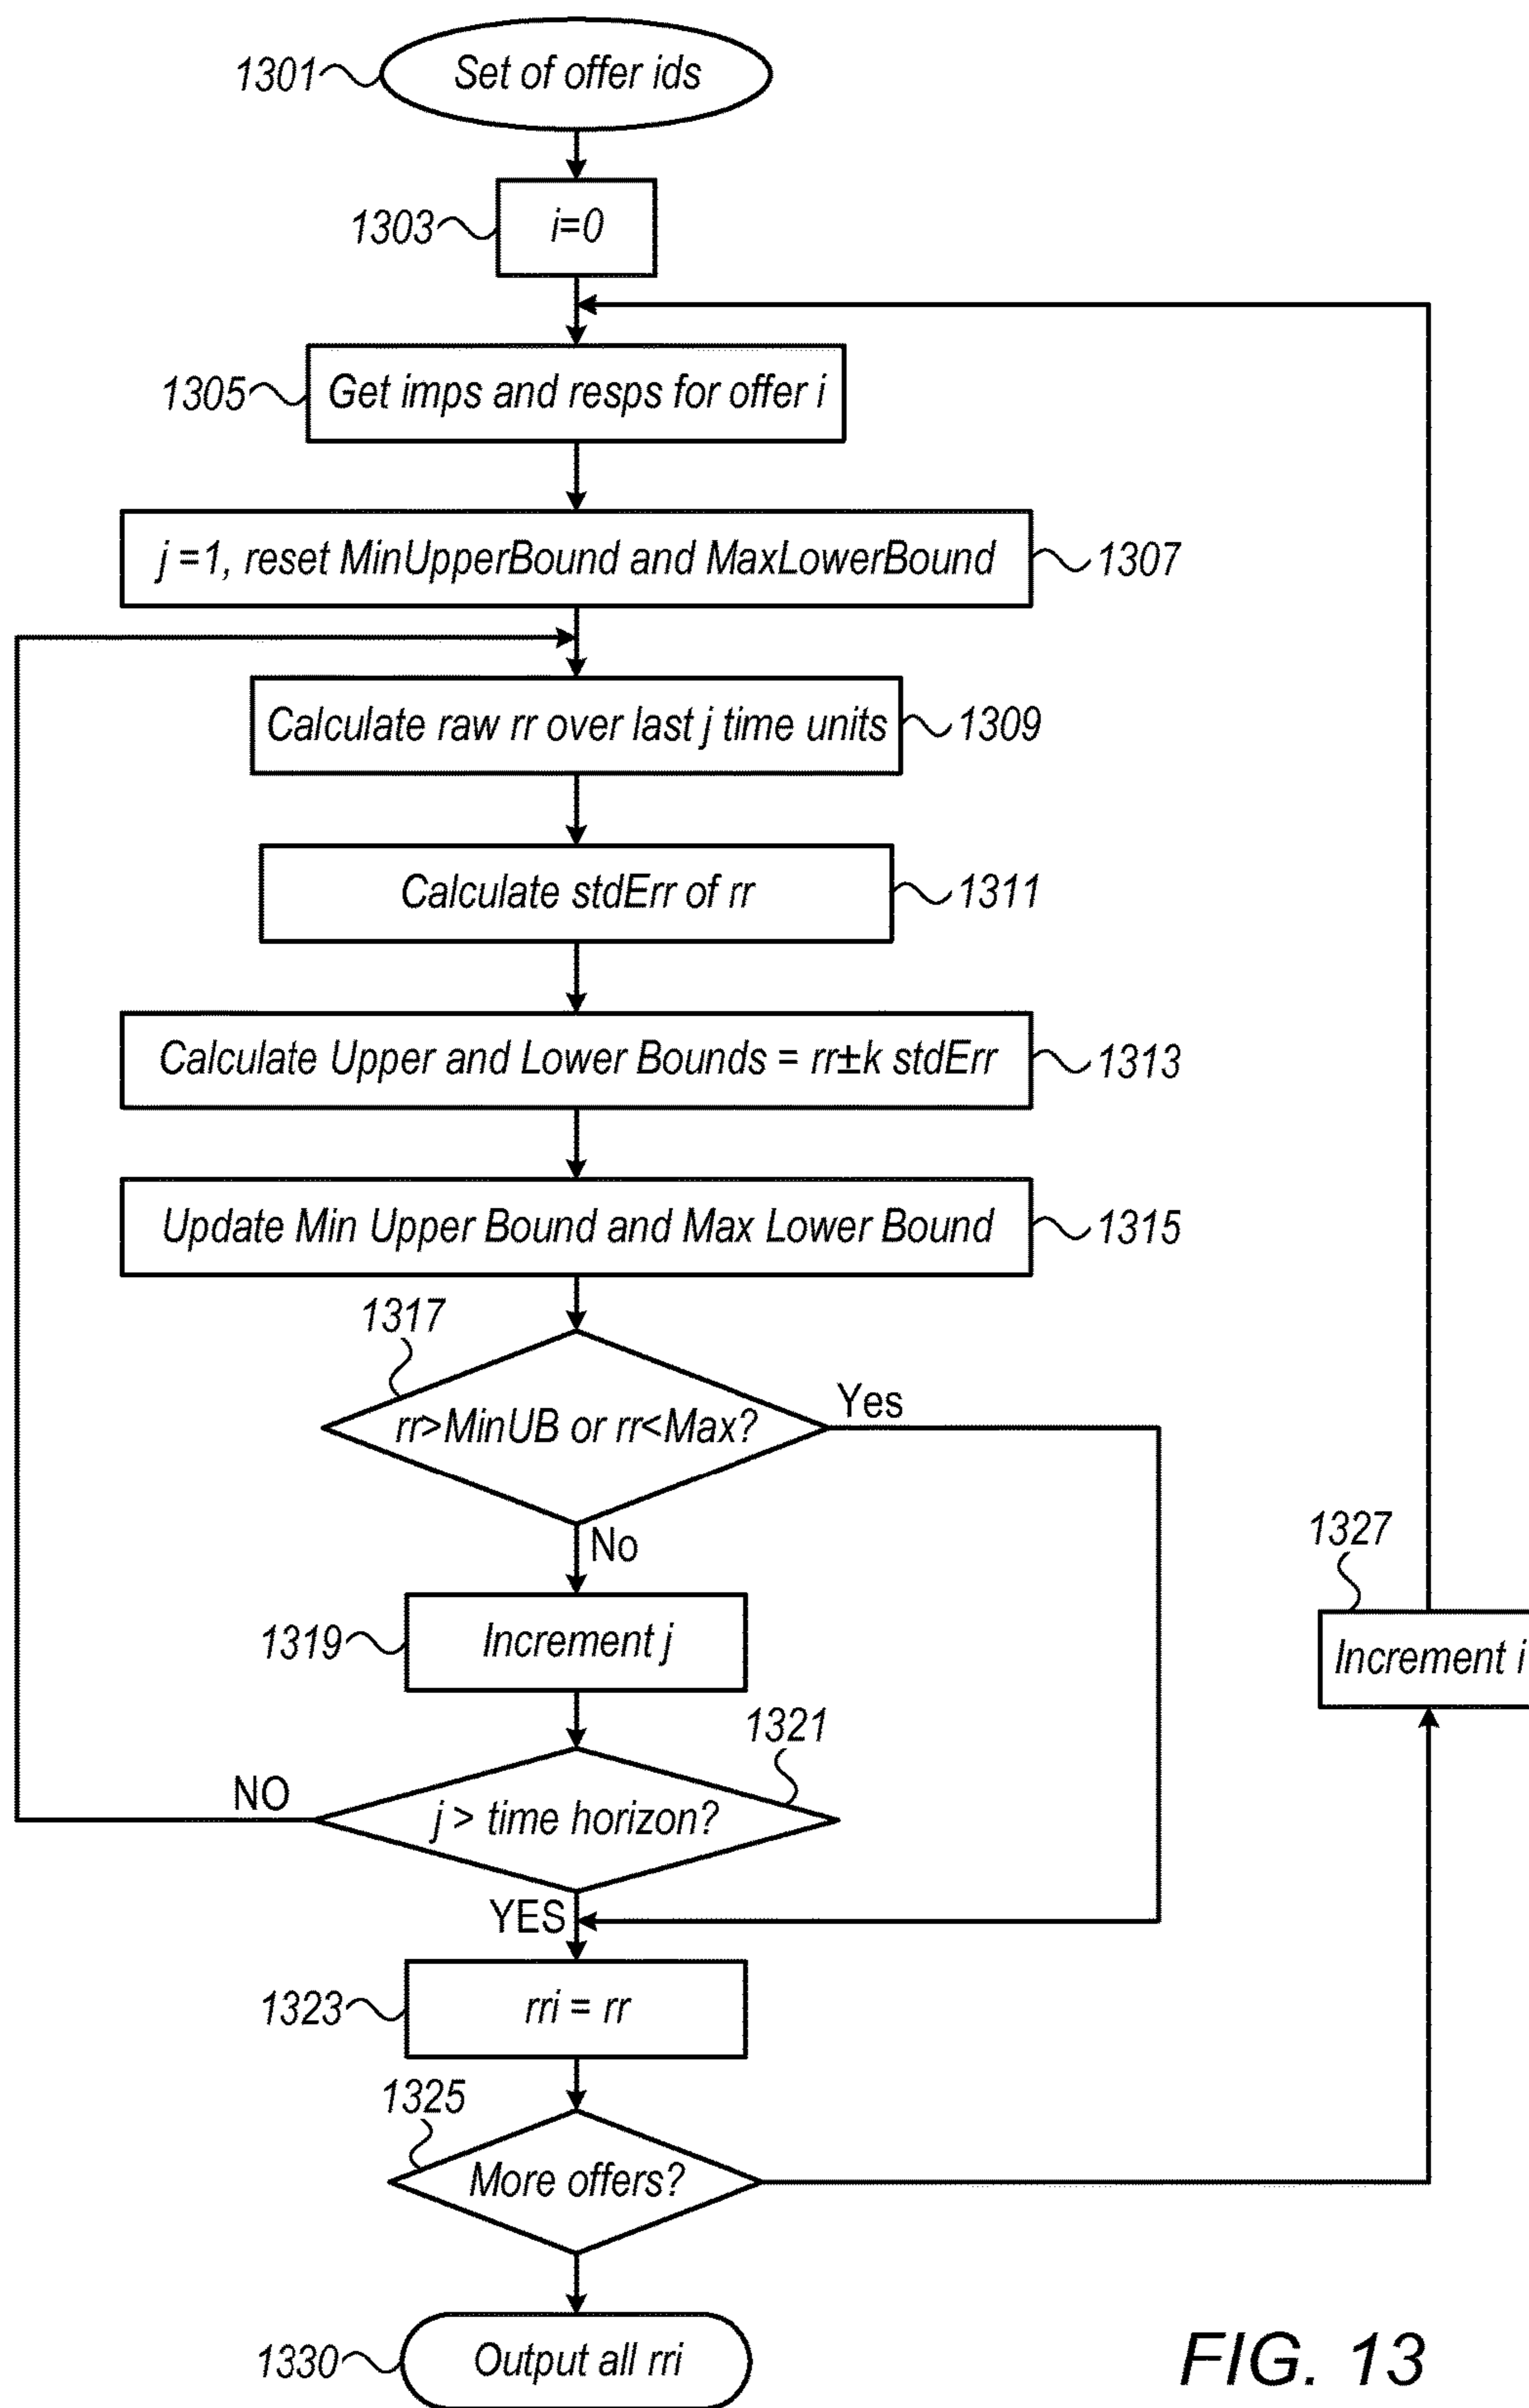 1301
Set of offer ids
1303
i=0
1305
Get imps and resps for offer i
j =1, reset MinUpperBound and MaxLowerBound
1307
Calculate raw rr over last j time units
1309
Calculate stdErr of rr
1311
Calculate Upper and Lower Bounds = rr±k stdErr
1313
Update Min Upper Bound and Max Lower Bound
1315
1317
rr>MinUB or rr<Max?
Yes
No
1319
Increment j
1327
Increment i
1321
NO
j > time horizon?
YES
1323
rri = rr
1325
More offers?
1330
Output all rri
FIG. 13